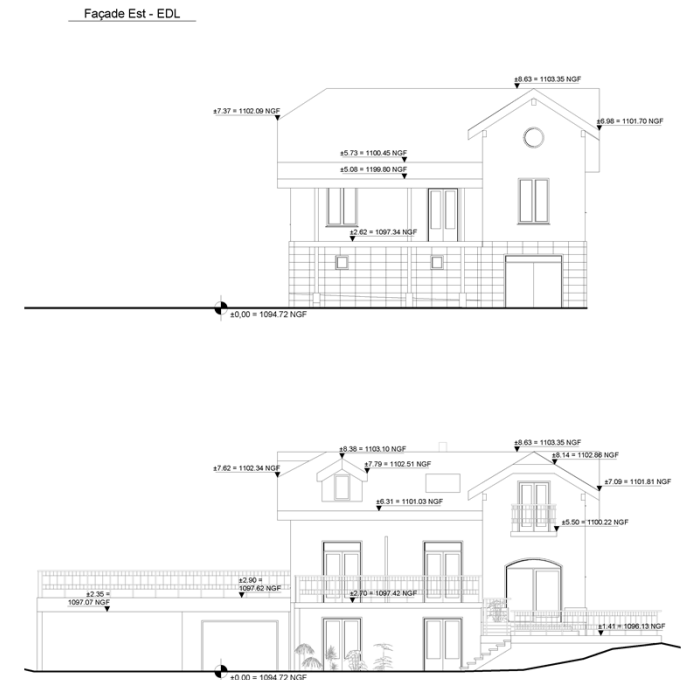 Façade Est - EDL
±8.63 = 1103.35 NGF
±7.37 = 1102.09 NGF
±6.98 = 1101.70 NGF
±5.73 = 1100.45 NGF
±5.08 = 1199.80 NGF
±2.62 = 1097.34 NGF
±0,00 = 1094.72 NGF
±8.63 = 1103.35 NGF
±8.38 = 1103.10 NGF
±8.14 = 1102.86 NGF
±7.79 = 1102.51 NGF
±7.62 = 1102.34 NGF
±7.09 = 1101.81 NGF
±6.31 = 1101.03 NGF
±5.50 = 1100.22 NGF
±2.90 =
1097.62 NGF
±2.35 =
1097.07 NGF
±2.70 = 1097.42 NGF
±1.41 = 1096.13 NGF
±0,00 = 1094.72 NGF